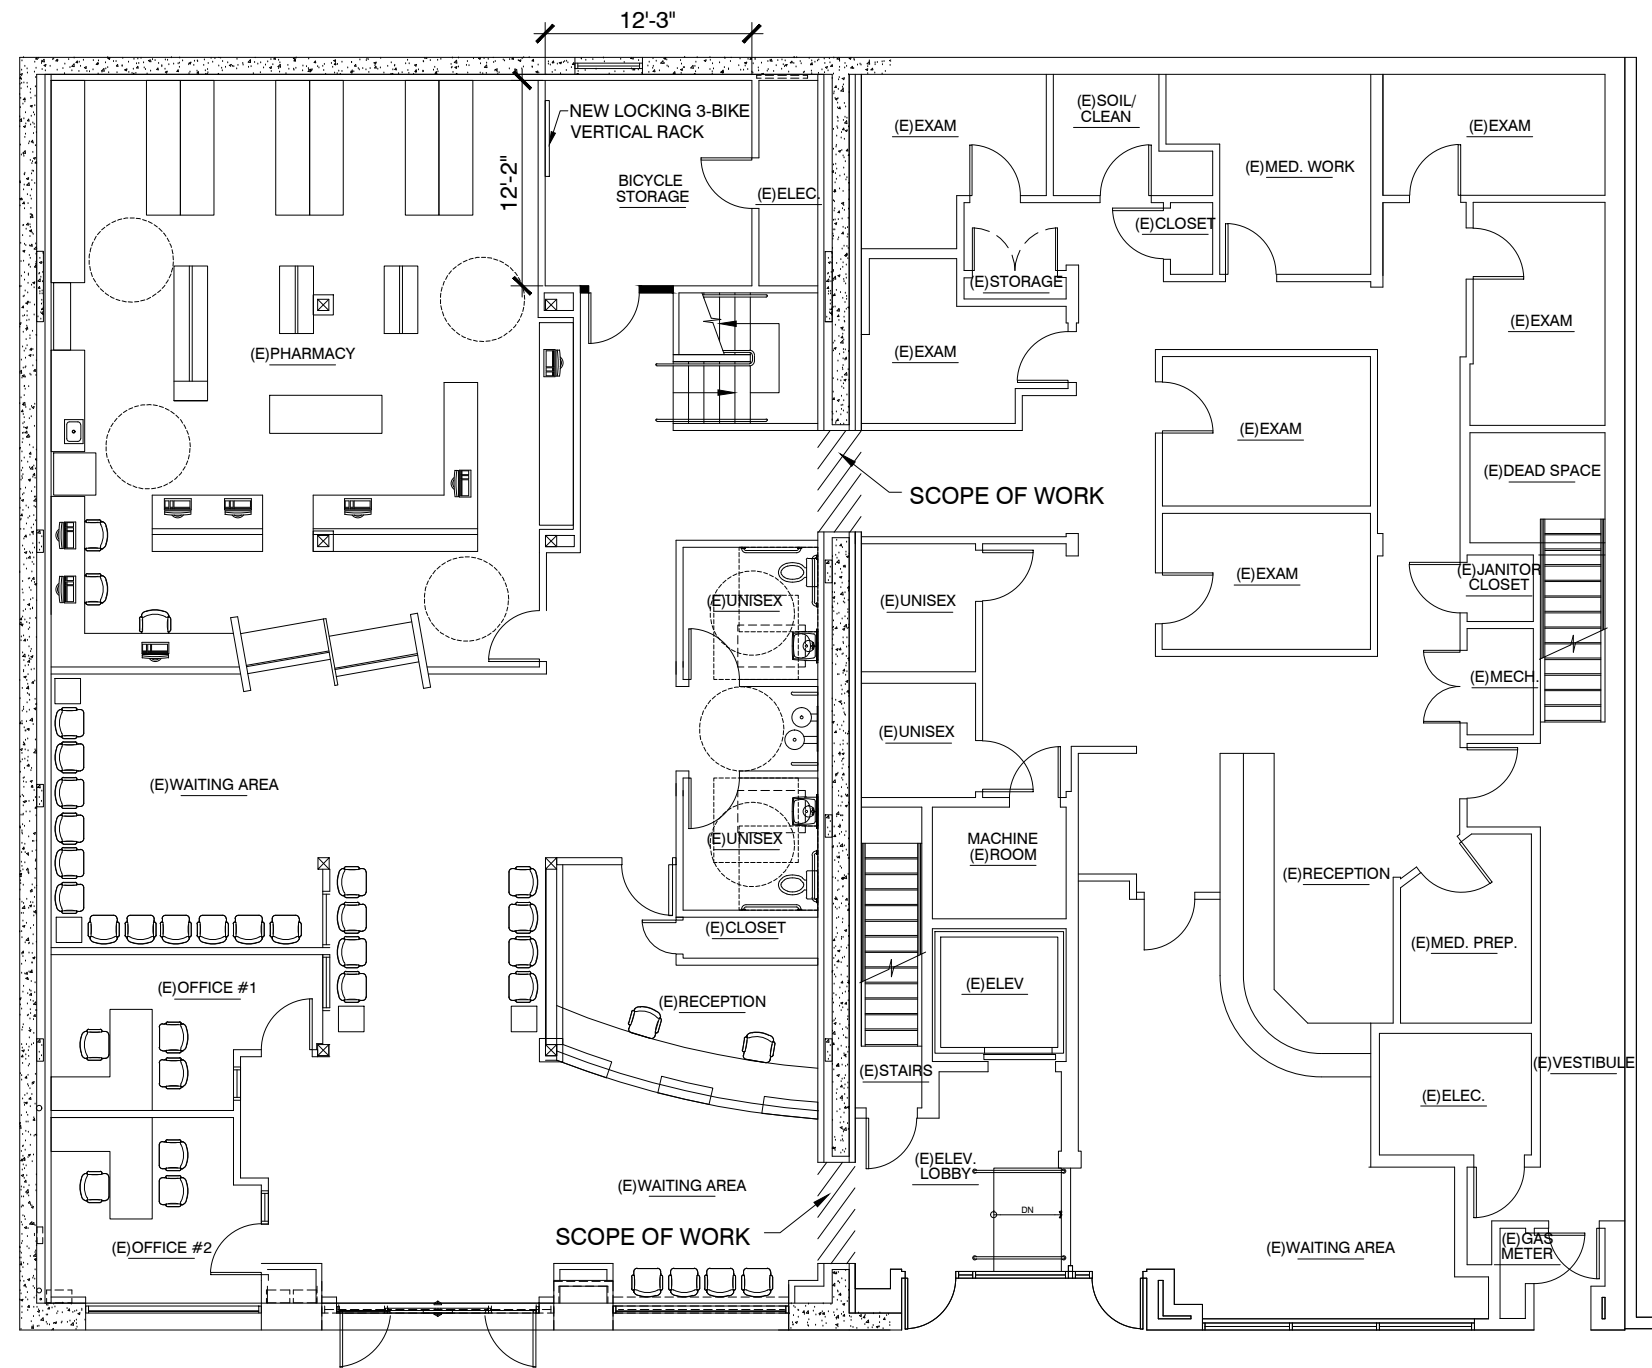 12'-3"
NEW LOCKING 3-BIKE
VERTICAL RACK
12'-2"
BICYCLE
STORAGE
(E)ELEC.
(E)EXAM
(E)SOIL/
CLEAN
(E)MED. WORK
(E)EXAM
(E)CLOSET
(E)STORAGE
(E)EXAM
(E)EXAM
(E)PHARMACY
(E)EXAM
(E)DEAD SPACE
SCOPE OF WORK
(E)EXAM
(E)JANITOR
CLOSET
(E)UNISEX
(E)UNISEX
(E)MECH.
(E)UNISEX
(E)WAITING AREA
(E)UNISEX
MACHINE
(E)ROOM
(E)RECEPTION
(E)CLOSET
(E)MED. PREP.
(E)OFFICE #1
(E)RECEPTION
(E)ELEV
(E)STAIRS
(E)VESTIBULE
(E)ELEC.
(E)ELEV.
LOBBY
(E)WAITING AREA
DN
SCOPE OF WORK
(E)OFFICE #2
(E)WAITING AREA
(E)GAS
METER